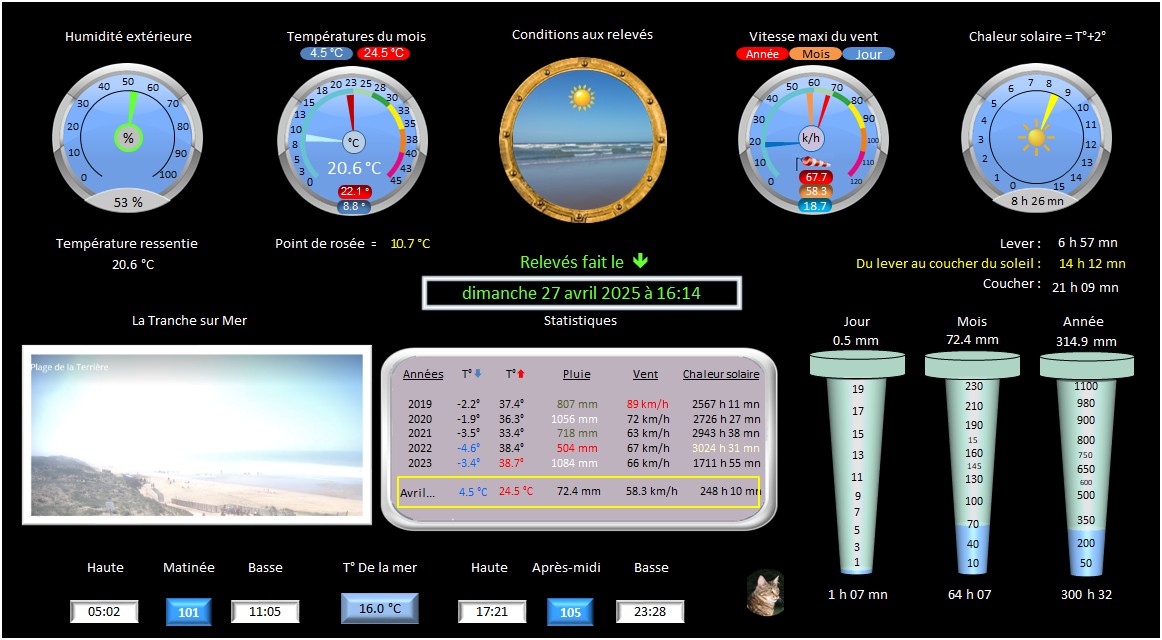 Humidité extérieure
Températures du mois
4.5 °C 24.5 °C
Conditions aux relevés
Vitesse maxi du vent
Année Mois Jour
Chaleur solaire = T°+2°
0 10 20 30 40 50 60 70 80 90 100
%
53 %
0 3 5 8 10 13 15 18 20 23 25 28 30 33 35 38 40 43 45
°C
20.6 °C
22.1 °
8.8 °
10 20 30 40 50 60 70 80 90 100 110 120
k/h
67.7
58.3
18.7
0 1 2 3 4 5 6 7 8 9 10 11 12 13 14 15
8 h 26 mn
Température ressentie
20.6 °C
Point de rosée = 10.7 °C
Relevés fait le
dimanche 27 avril 2025 à 16:14
Lever : 6 h 57 mn
Du lever au coucher du soleil : 14 h 12 mn
Coucher : 21 h 09 mn
La Tranche sur Mer
Plage de la Terrière
Statistiques
Années T° T° Pluie Vent Chaleur solaire
2019 -2.2° 37.4° 807 mm 89 km/h 2567 h 11 mn
2020 -1.9° 36.3° 1056 mm 72 km/h 2726 h 27 mn
2021 -3.5° 33.4° 718 mm 63 km/h 2943 h 38 mn
2022 -4.6° 38.4° 504 mm 67 km/h 3024 h 31 mn
2023 -3.4° 38.7° 1084 mm 66 km/h 1711 h 55 mn
Avril... 4.5 °C 24.5 °C 72.4 mm 58.3 km/h 248 h 10 mn
Jour
0.5 mm
19
17
15
13
11
9
7
5
3
1
1 h 07 mn
Mois
72.4 mm
230
210
190
15
160
145
130
100
70
40
10
64 h 07
Année
314.9 mm
1100
980
900
800
750
650
600
500
350
200
50
300 h 32
Haute Matinée Basse T° De la mer Haute Après-midi Basse
05:02 101 11:05 16.0 °C 17:21 105 23:28